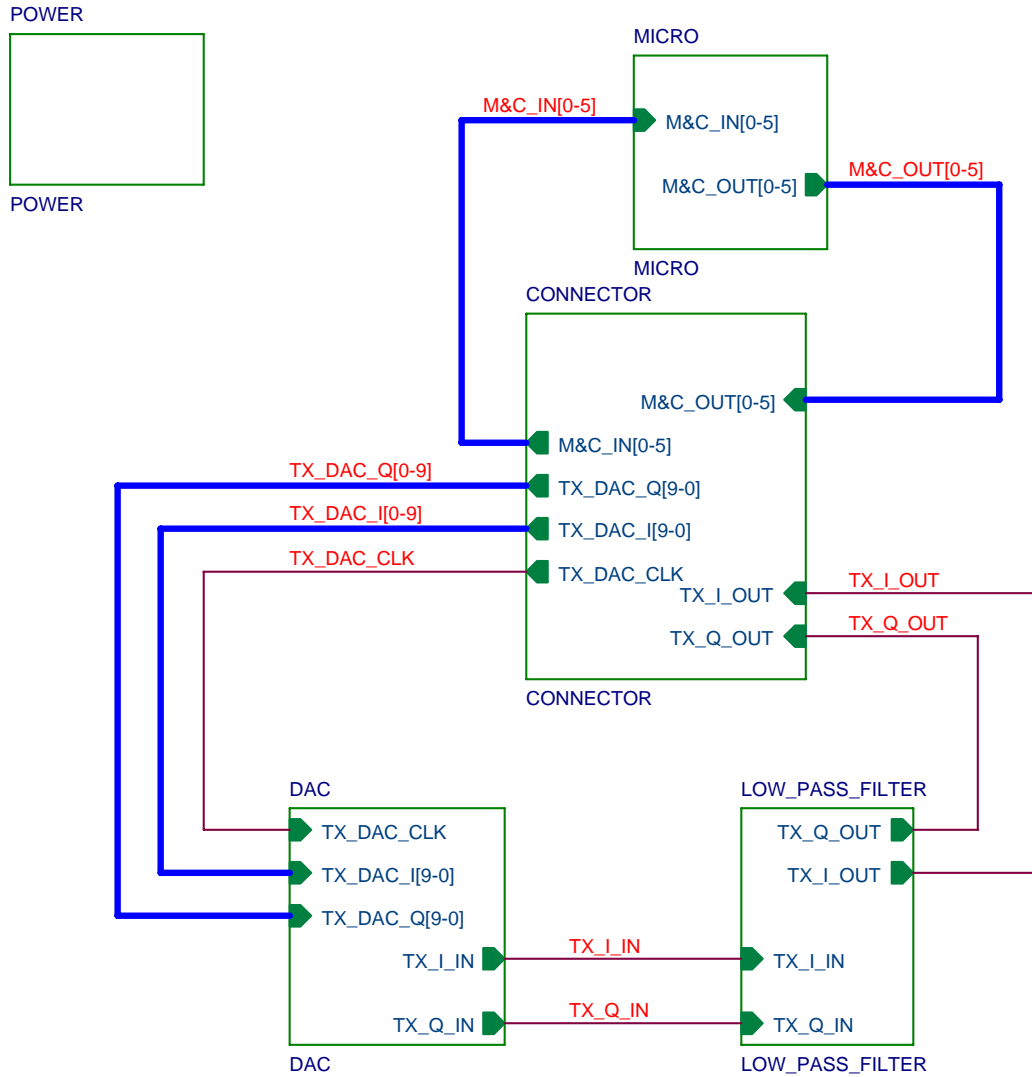 POWER
POWER
MICRO
M&C_IN[0-5]
M&C_IN[0-5]
M&C_OUT[0-5]
M&C_OUT[0-5]
MICRO
CONNECTOR
M&C_OUT[0-5]
M&C_IN[0-5]
TX_DAC_Q[0-9]
TX_DAC_Q[9-0]
TX_DAC_I[0-9]
TX_DAC_I[9-0]
TX_DAC_CLK
TX_DAC_CLK
TX_I_OUT
TX_I_OUT
TX_Q_OUT
TX_Q_OUT
CONNECTOR
DAC
LOW_PASS_FILTER
TX_DAC_CLK
TX_Q_OUT
TX_DAC_I[9-0]
TX_I_OUT
TX_DAC_Q[9-0]
TX_I_IN
TX_I_IN
TX_I_IN
TX_Q_IN
TX_Q_IN
TX_Q_IN
DAC
LOW_PASS_FILTER